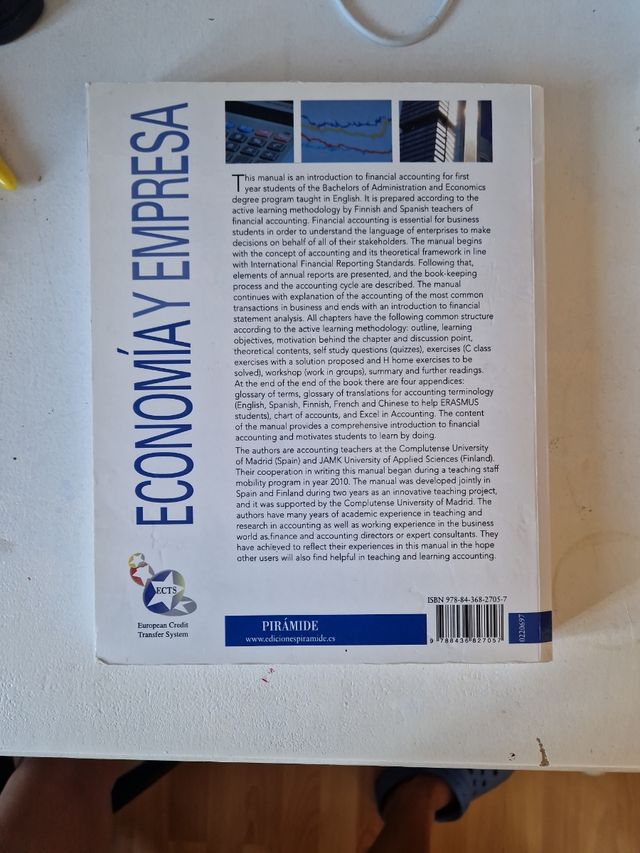 ECONOMÍA Y EMPRESA
This manual is an introduction to financial accounting for first
year students of the Bachelors of Administration and Economics
degree program taught in English. It is prepared according to the
active learning methodology by Finnish and Spanish teachers of
financial accounting. Financial accounting is essential for business
students in order to understand the language of enterprises to make
decisions on behalf of all of their stakeholders. The manual begins
with the concept of accounting and its theoretical framework in line
with International Financial Reporting Standards. Following that,
elements of annual reports are presented, and the book-keeping
process and the accounting cycle are described. The manual
continues with explanation of the accounting of the most common
transactions in business and ends with an introduction to financial
statement analysis. All chapters have the following common structure
according to the active learning methodology: outline, learning
objectives, motivation behind the chapter and discussion point,
theoretical contents, self study questions (quizzes), exercises (C class
exercises with a solution proposed and H home exercises to be
solved), workshop (work in groups), summary and further readings.
At the end of the end of the book there are four appendices:
glossary of terms, glossary of translations for accounting terminology
(English, Spanish, Finnish, French and Chinese to help ERASMUS
students), chart of accounts, and Excel in Accounting. The content
of the manual provides a comprehensive introduction to financial
accounting and motivates students to learn by doing.
The authors are accounting teachers at the Complutense University
of Madrid (Spain) and JAMK University of Applied Sciences (Finland).
Their cooperation in writing this manual began during a teaching staff
mobility program in year 2010. The manual was developed jointly in
Spain and Finland during two years as an innovative teaching project,
and it was supported by the Complutense University of Madrid. The
authors have many years of academic experience in teaching and
research in accounting as well as working experience in the business
world as finance and accounting directors or expert consultants. They
have achieved to reflect their experiences in this manual in the hope
other users will also find helpful in teaching and learning accounting.
ECTS
European Credit
Transfer System
PIRÁMIDE
www.edicionespiramide.es
ISBN 978-84-368-2705-7
9 788436 827057
0220697